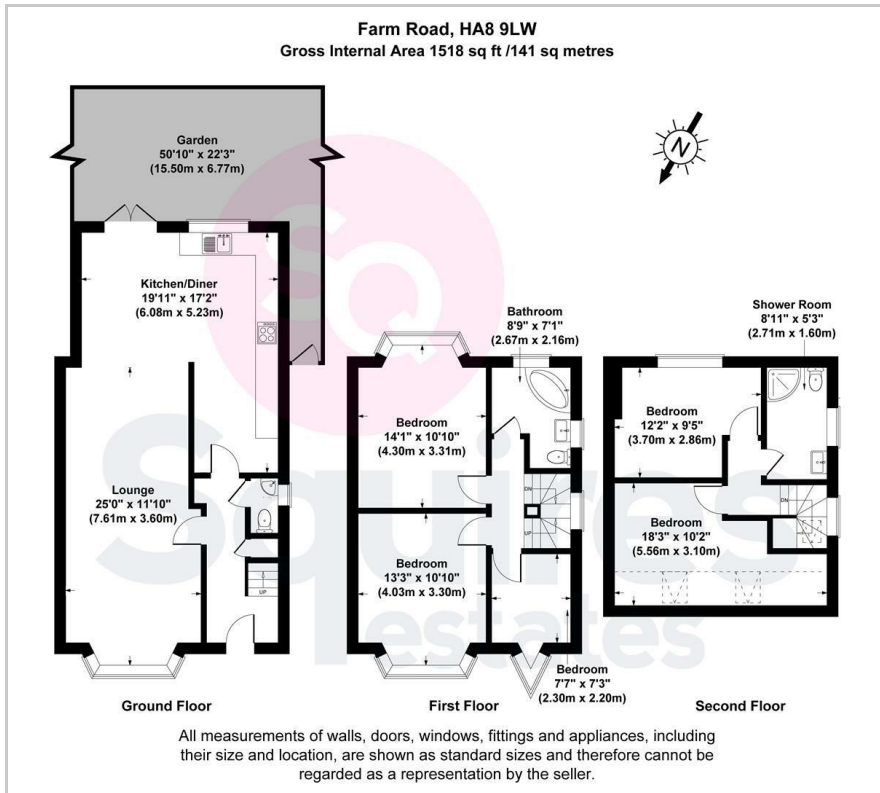 Farm Road, HA8 9LW
Gross Internal Area 1518 sq ft /141 sq metres
Garden
50'10" x 22'3"
(15.50m x 6.77m)
N
Kitchen/Diner
19'11" x 17'2"
(6.08m x 5.23m)
Lounge
25'0" x 11'10"
(7.61m x 3.60m)
UP
Ground Floor
Bathroom
8'9" x 7'1"
(2.67m x 2.16m)
Bedroom
14'1" x 10'10"
(4.30m x 3.31m)
DN
UP
Bedroom
13'3" x 10'10"
(4.03m x 3.30m)
Bedroom
7'7" x 7'3"
(2.30m x 2.20m)
First Floor
Shower Room
8'11" x 5'3"
(2.71m x 1.60m)
Bedroom
12'2" x 9'5"
(3.70m x 2.86m)
DN
Bedroom
18'3" x 10'2"
(5.56m x 3.10m)
Second Floor
SQ
Squires
estates
All measurements of walls, doors, windows, fittings and appliances, including
their size and location, are shown as standard sizes and therefore cannot be
regarded as a representation by the seller.